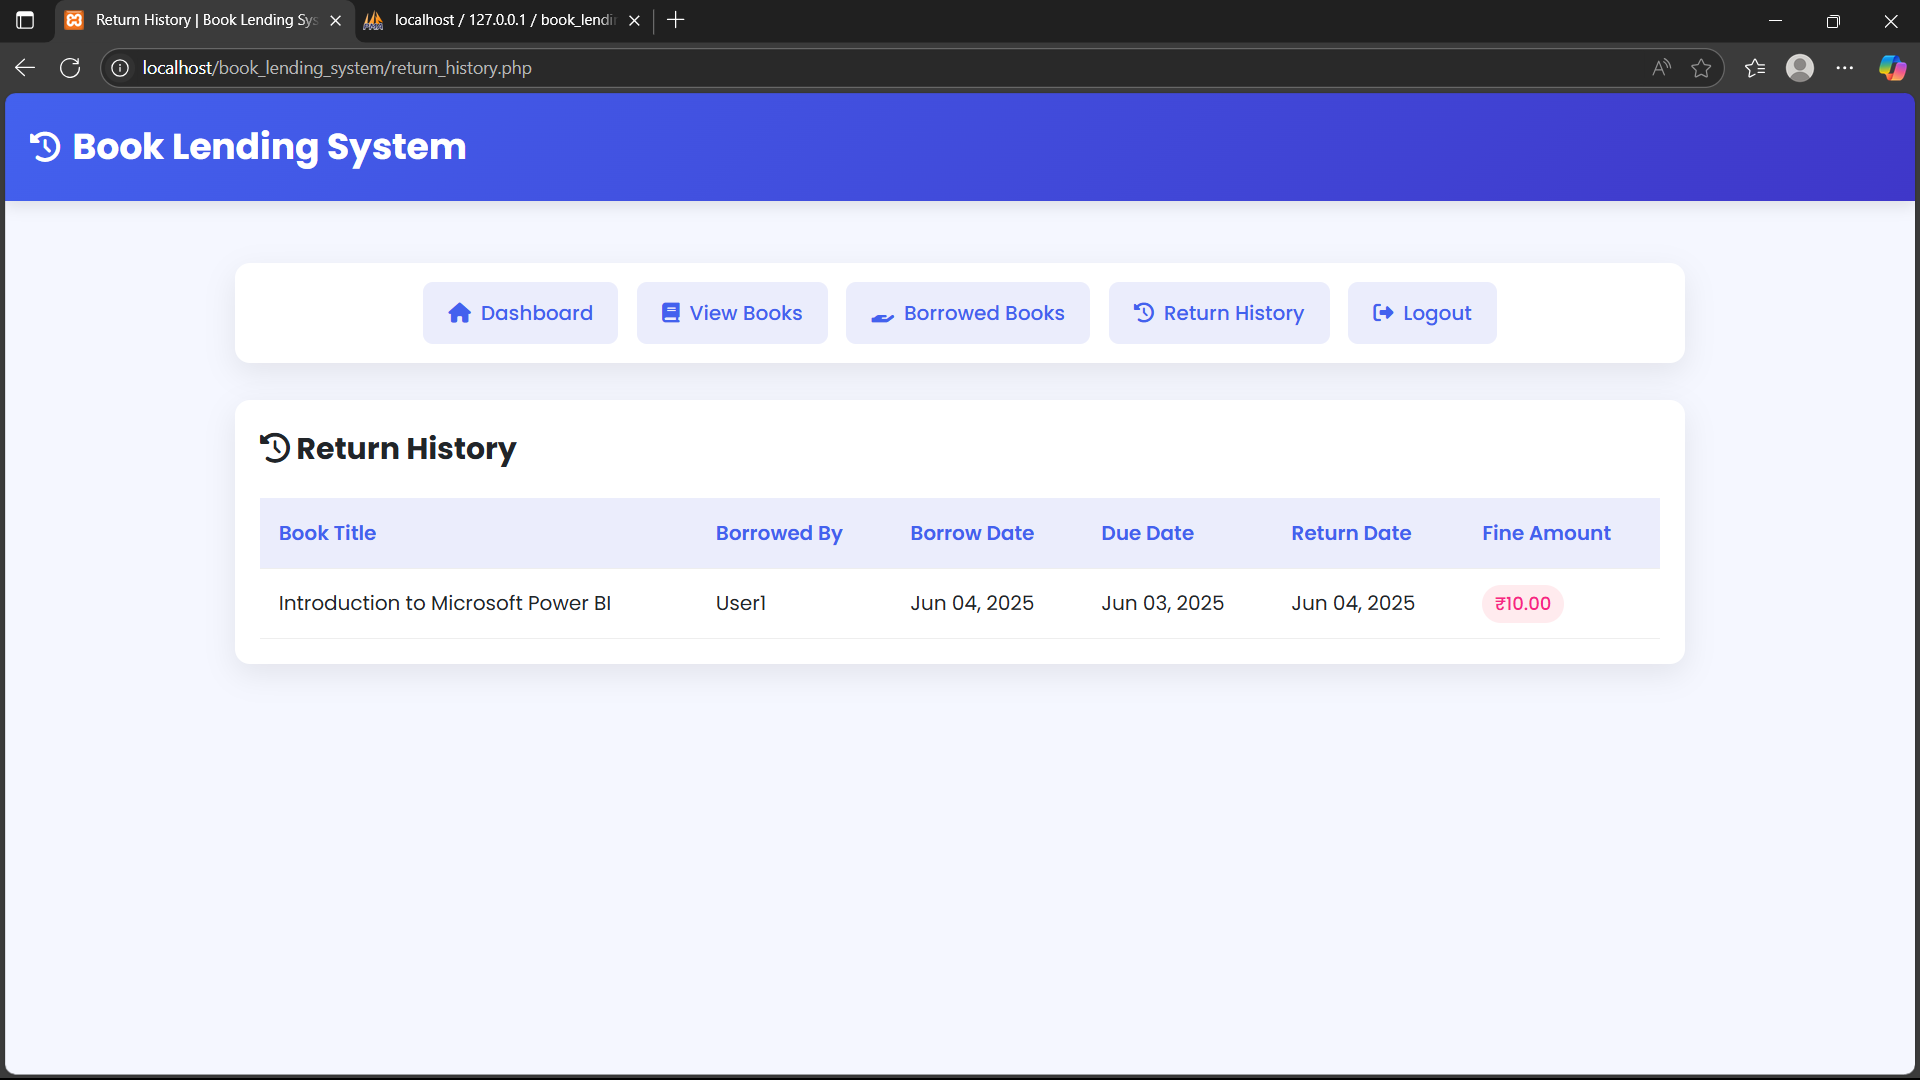 Return History | Book Lending Sys
localhost / 127.0.0.1 / book_lendi
localhost/book_lending_system/return_history.php
Book Lending System
Dashboard
View Books
Borrowed Books
Return History
Logout
Return History
Book Title Borrowed By Borrow Date Due Date Return Date Fine Amount
Introduction to Microsoft Power BI User1 Jun 04, 2025 Jun 03, 2025 Jun 04, 2025 ₹10.00